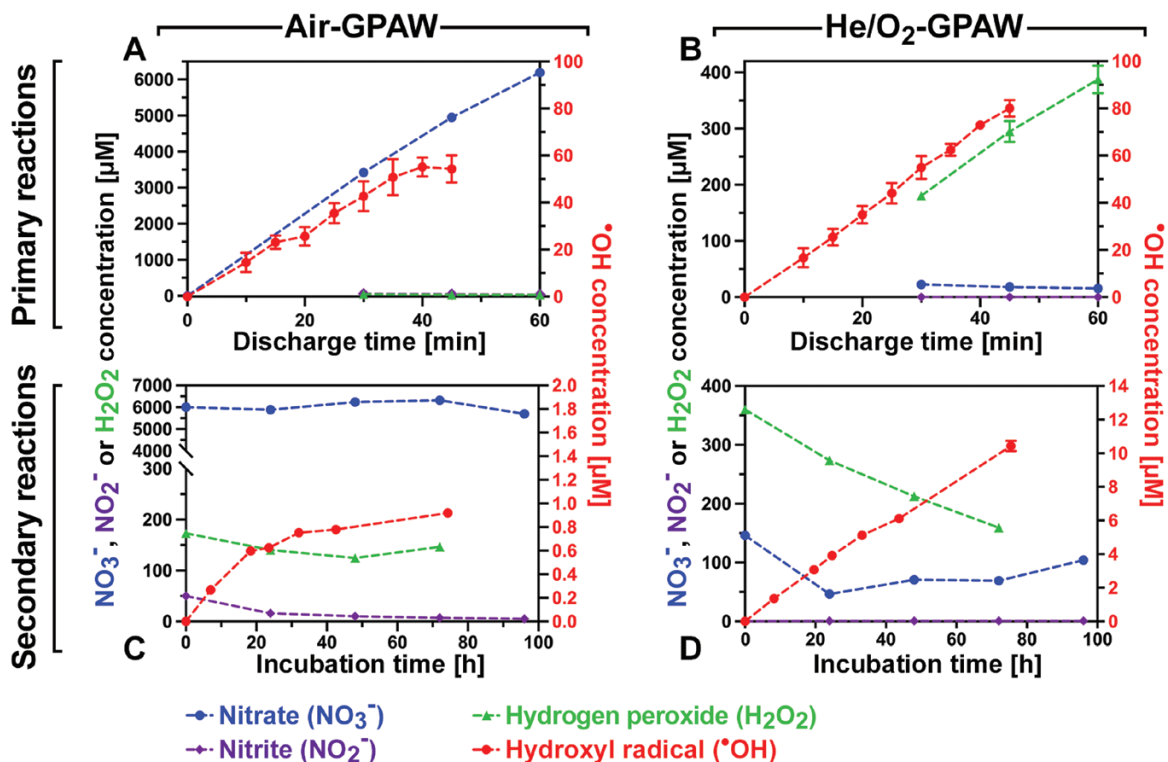 Air-GPAW
He/O₂-GPAW
Primary reactions
Secondary reactions
NO₃⁻, NO₂⁻ or H₂O₂ concentration [µM]
A
6000
5000
4000
3000
2000
1000
0
0 20 40 60
Discharge time [min]
100
80
60
40
20
0
•OH concentration [µM]
NO₃⁻, NO₂⁻ or H₂O₂ concentration [µM]
B
400
300
200
100
0
0 20 40 60
Discharge time [min]
100
80
60
40
20
0
•OH concentration [µM]
7000
6000
5000
4000
300
200
150
100
50
0
0 20 40 60 80 100
C
Incubation time [h]
2.0
1.8
1.6
1.4
1.2
1.0
0.8
0.6
0.4
0.2
0.0
400
300
200
100
0
0 20 40 60 80 100
D
Incubation time [h]
14
12
10
8
6
4
2
0
Nitrate (NO₃⁻)
Hydrogen peroxide (H₂O₂)
Nitrite (NO₂⁻)
Hydroxyl radical (•OH)